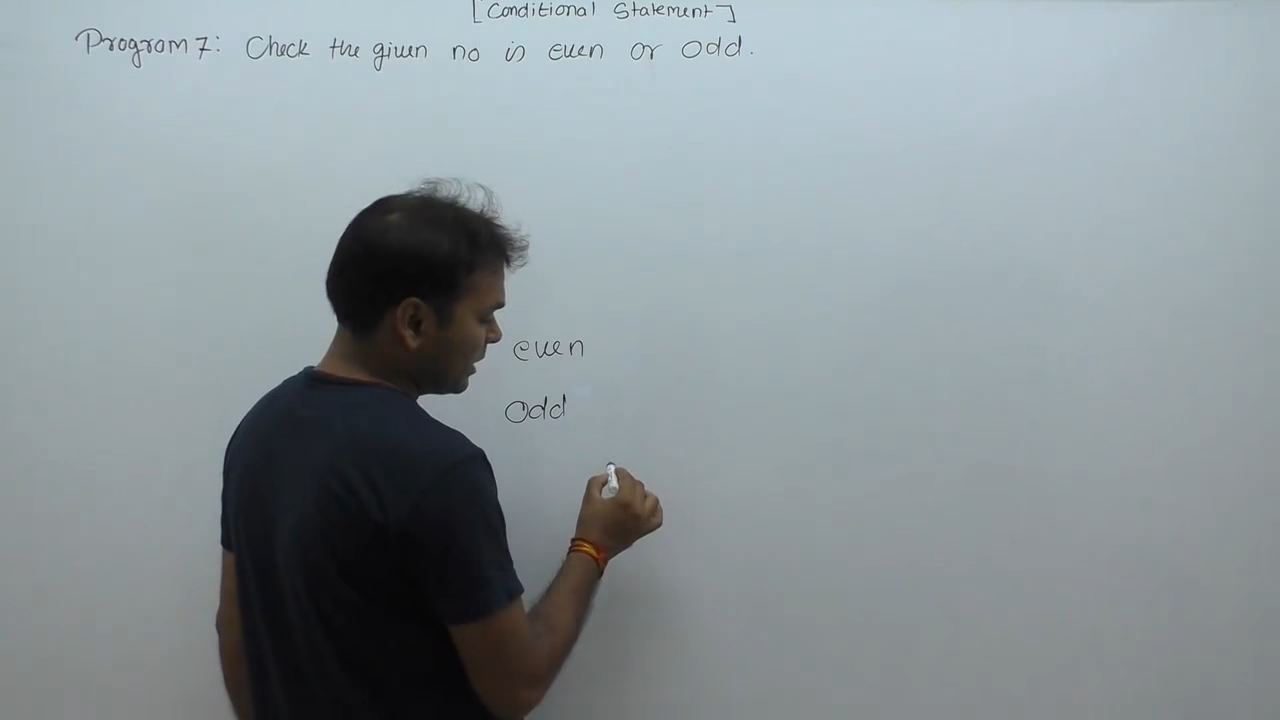 [Conditional Statement]
Program 7: Check the given no is even or odd.
even
Odd